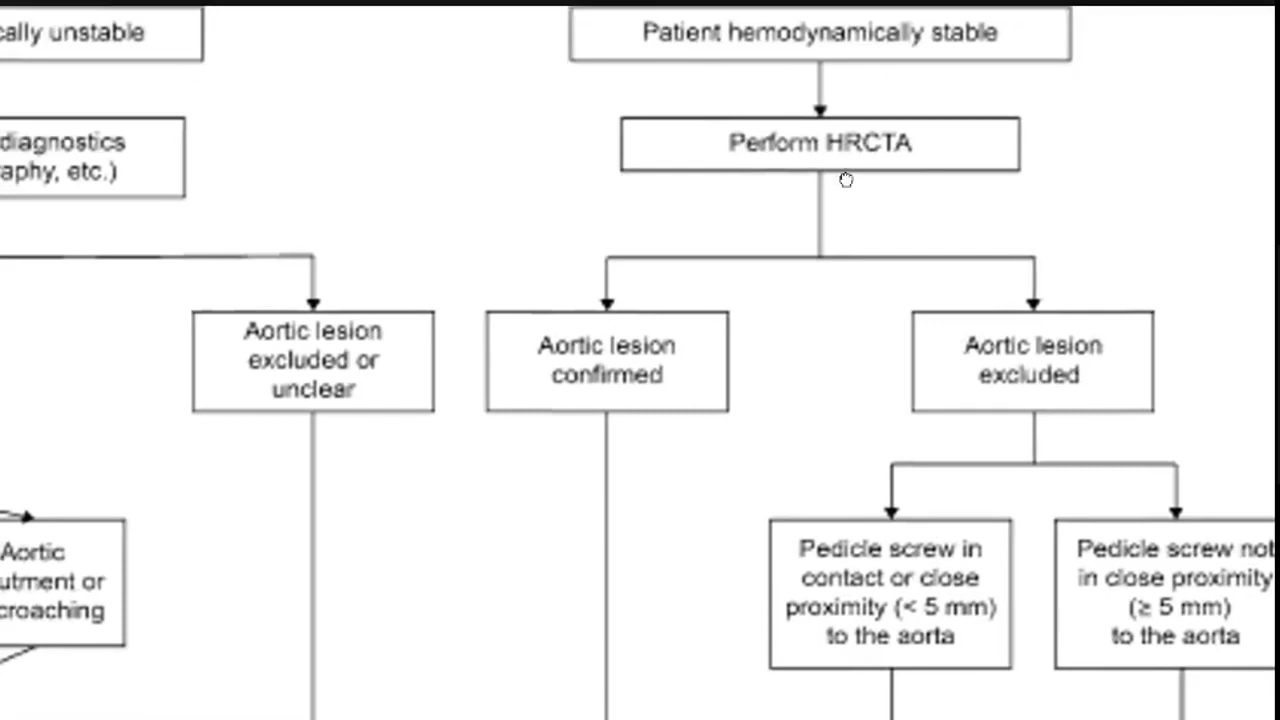 cally unstable
Patient hemodynamically stable
diagnostics
aphy, etc.)
Perform HRCTA
Aortic lesion
excluded or
unclear
Aortic lesion
confirmed
Aortic lesion
excluded
Aortic
utment or
croaching
Pedicle screw in
contact or close
proximity (< 5 mm)
to the aorta
Pedicle screw not
in close proximity
(≥ 5 mm)
to the aorta